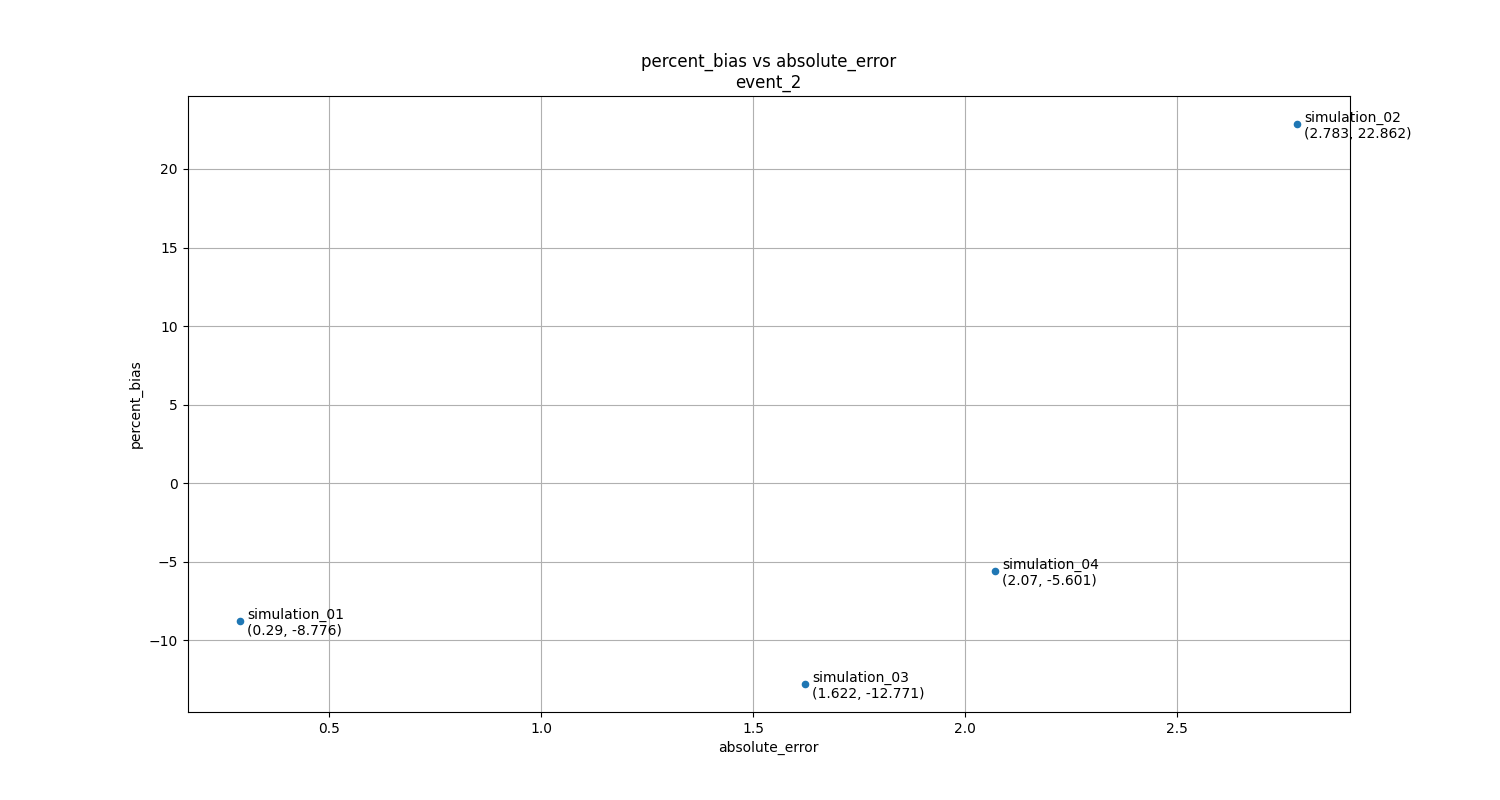 percent_bias vs absolute_error
event_2
simulation_02
(2.783, 22.862)
20
15
10
5
percent_bias
0
−5
simulation_04
(2.07, -5.601)
simulation_01
(0.29, -8.776)
−10
simulation_03
(1.622, -12.771)
0.5 1.0 1.5 2.0 2.5
absolute_error